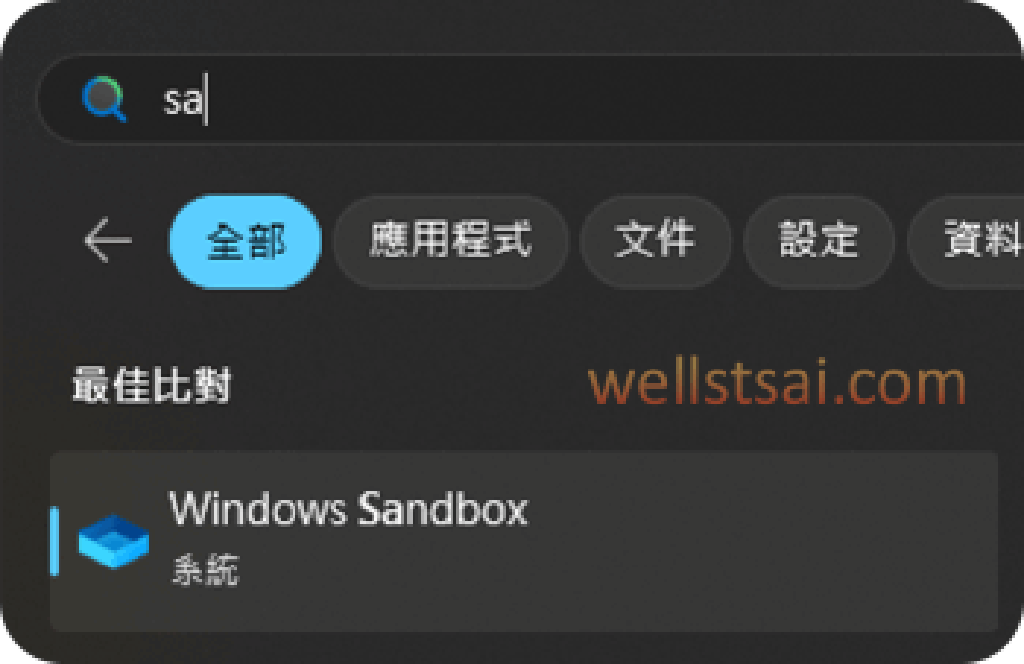 sa
全部 應用程式 文件 設定 資料
最佳比對
wellstsai.com
Windows Sandbox
系統